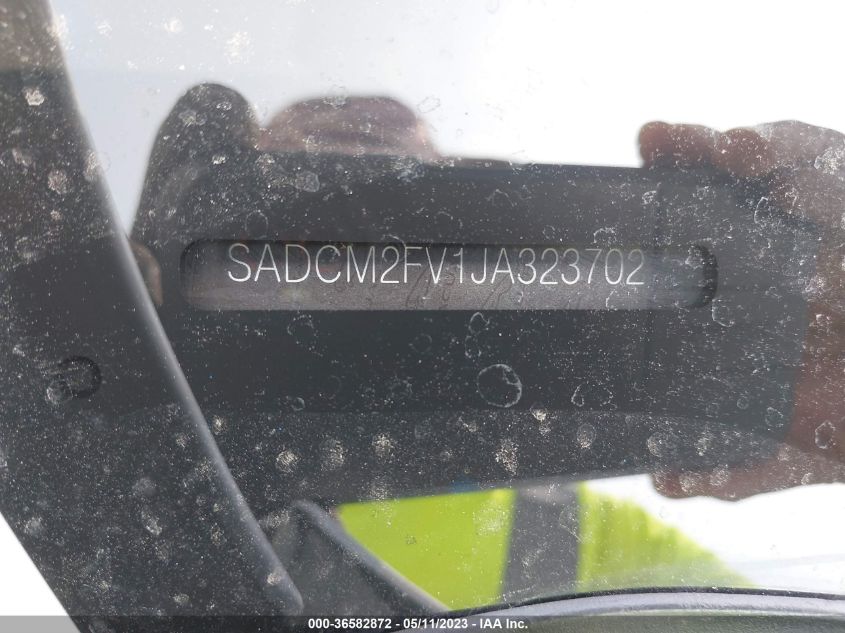 SADCM2FV1JA323702
000-36582872 - 05/11/2023 - IAA Inc.